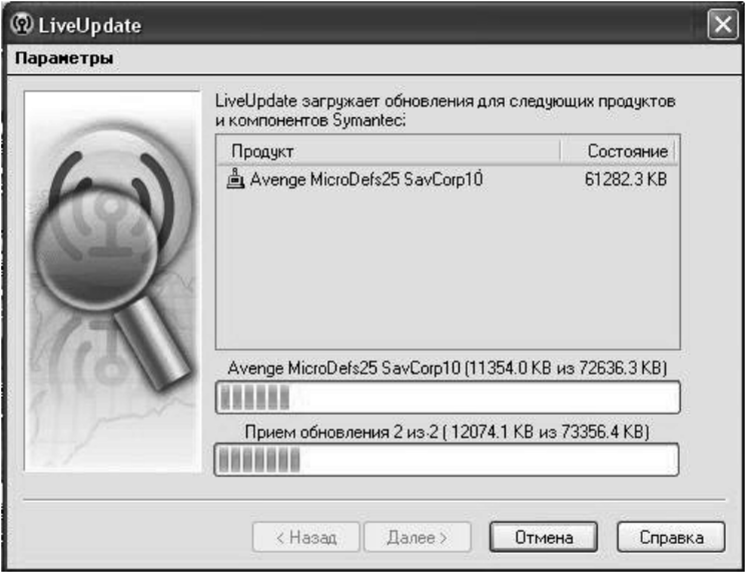 LiveUpdate
Параметры
LiveUpdate загружает обновления для следующих продуктов
и компонентов Symantec:
Продукт Состояние
Avenge MicroDefs25 SavCorp10 61282.3 KB
Avenge MicroDefs25 SavCorp10 (11354.0 KB из 72636.3 KB)
Прием обновления 2 из 2 ( 12074.1 KB из 73356.4 KB)
< Назад Далее > Отмена Справка